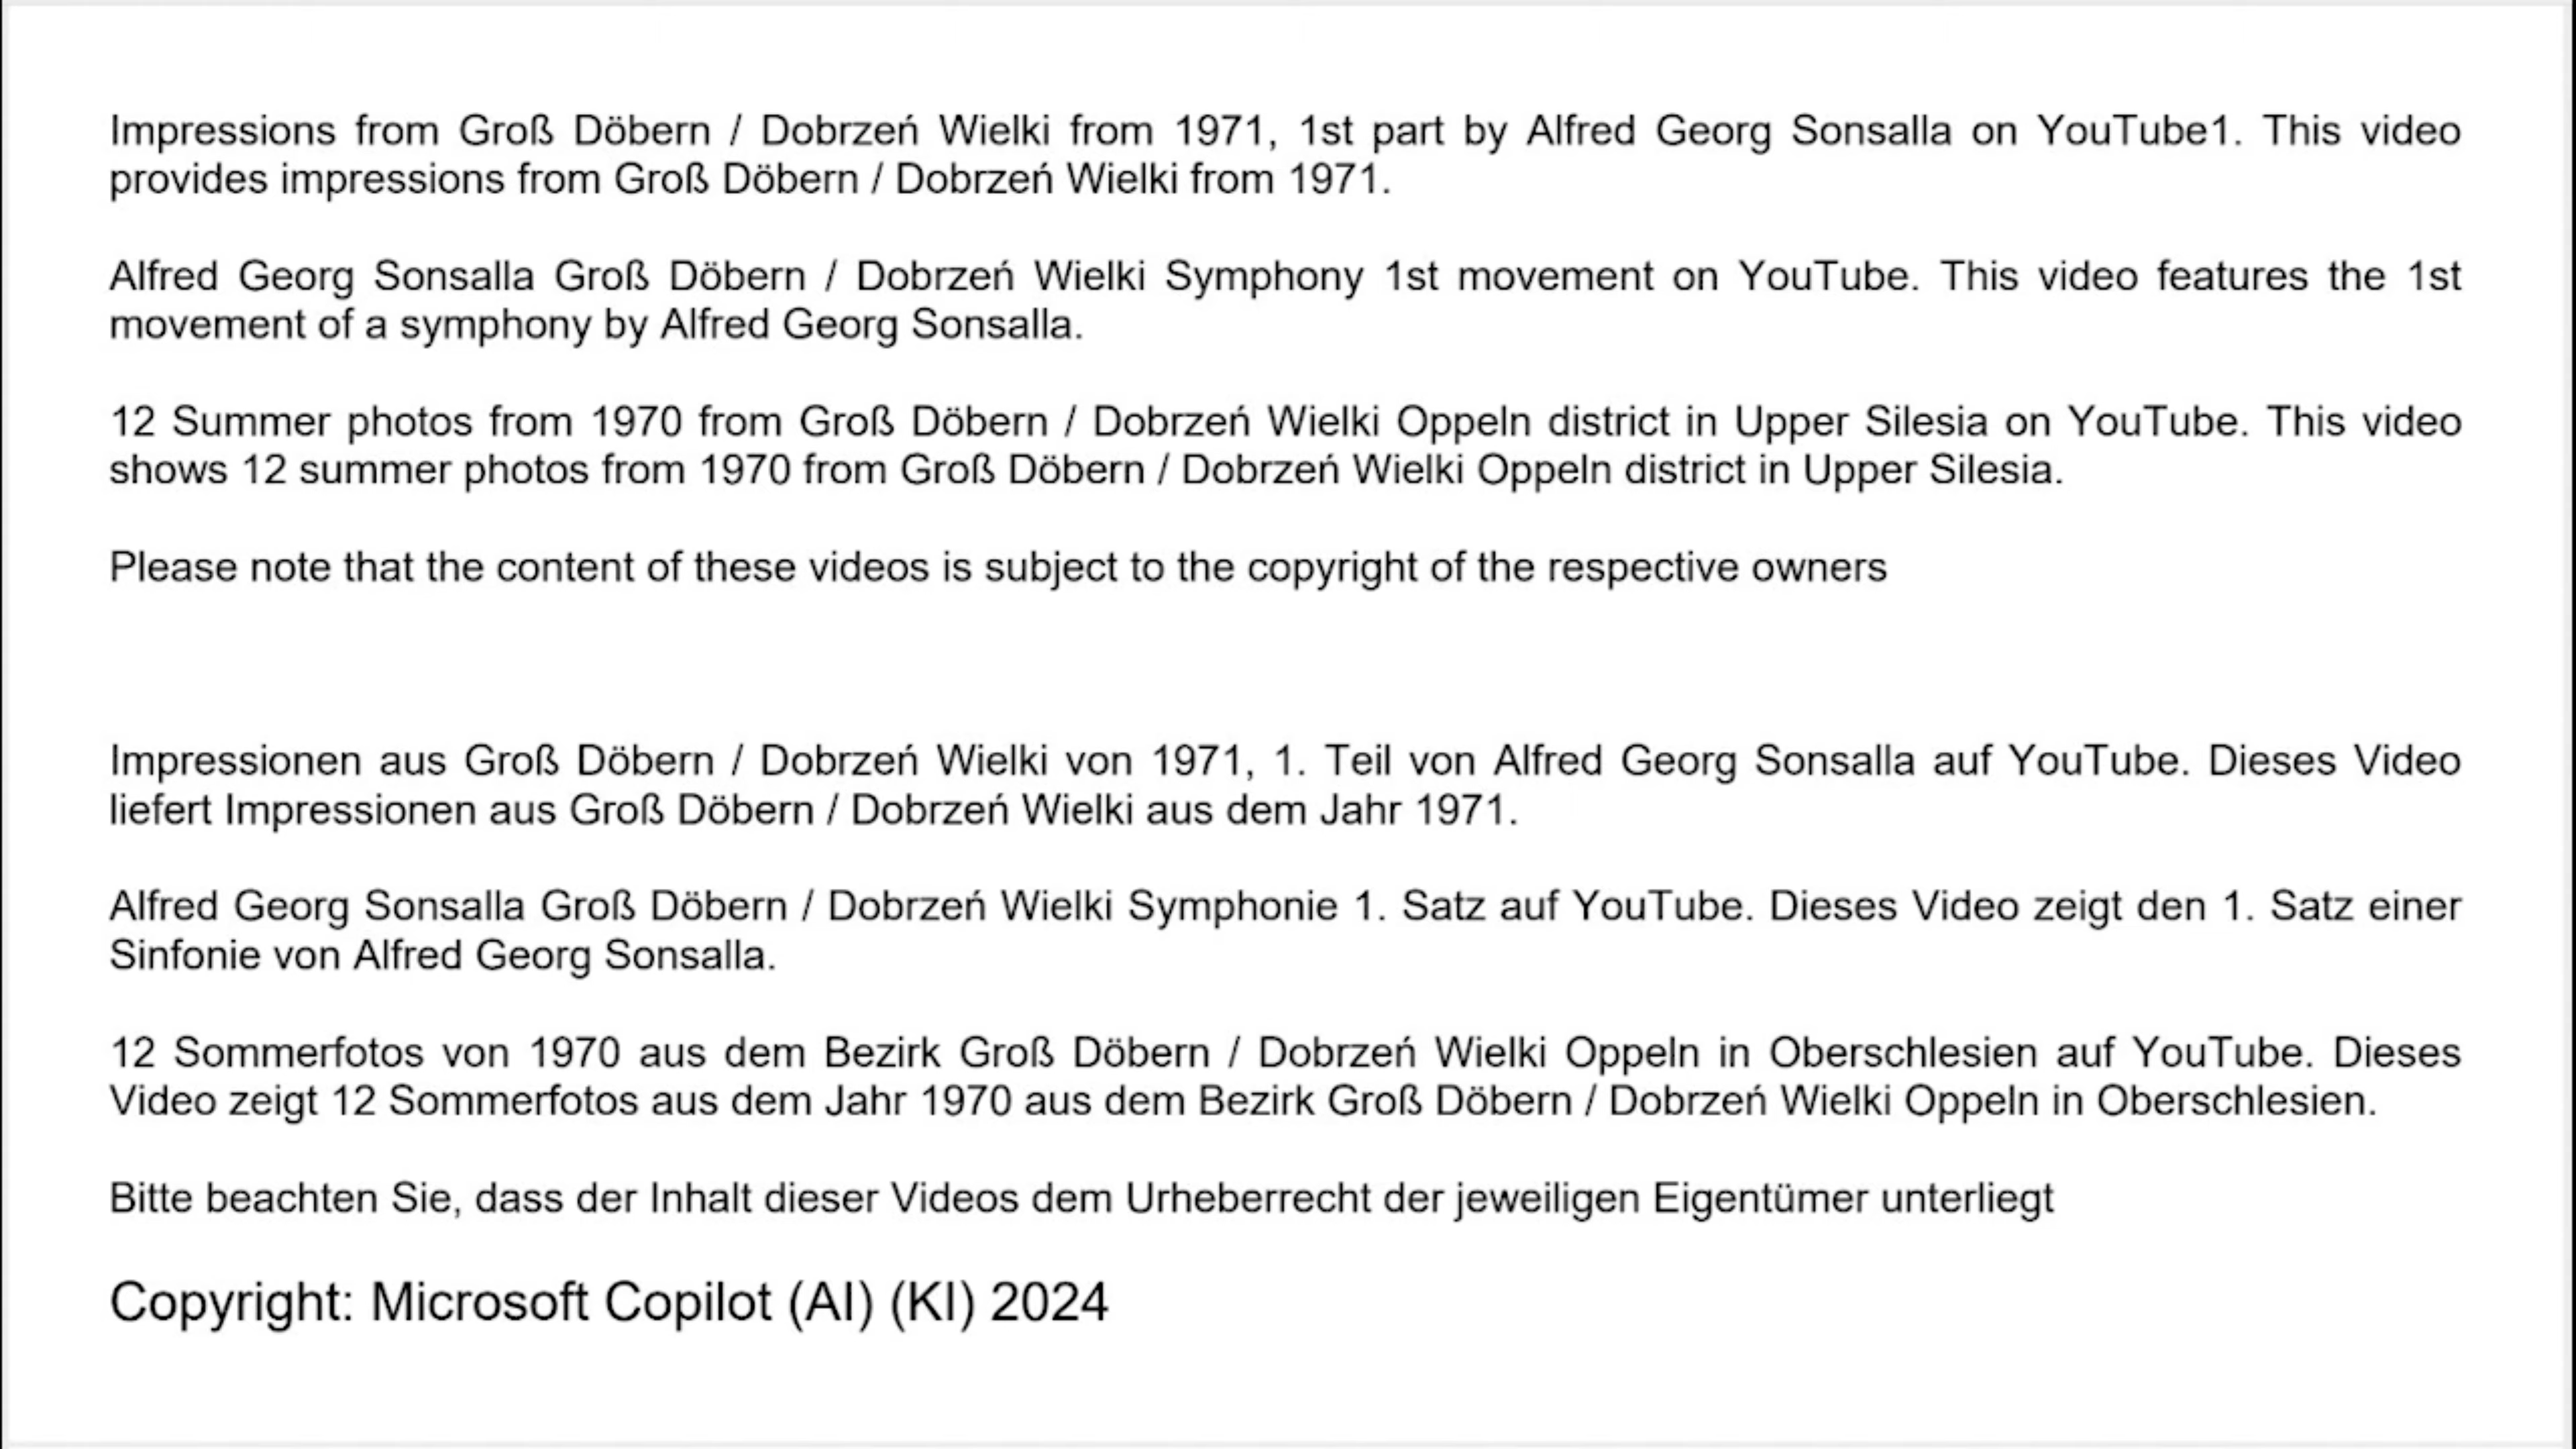 Impressions from Groß Döbern / Dobrzeń Wielki from 1971, 1st part by Alfred Georg Sonsalla on YouTube1. This video
provides impressions from Groß Döbern / Dobrzeń Wielki from 1971.
Alfred Georg Sonsalla Groß Döbern / Dobrzeń Wielki Symphony 1st movement on YouTube. This video features the 1st
movement of a symphony by Alfred Georg Sonsalla.
12 Summer photos from 1970 from Groß Döbern / Dobrzeń Wielki Oppeln district in Upper Silesia on YouTube. This video
shows 12 summer photos from 1970 from Groß Döbern / Dobrzeń Wielki Oppeln district in Upper Silesia.
Please note that the content of these videos is subject to the copyright of the respective owners
Impressionen aus Groß Döbern / Dobrzeń Wielki von 1971, 1. Teil von Alfred Georg Sonsalla auf YouTube. Dieses Video
liefert Impressionen aus Groß Döbern / Dobrzeń Wielki aus dem Jahr 1971.
Alfred Georg Sonsalla Groß Döbern / Dobrzeń Wielki Symphonie 1. Satz auf YouTube. Dieses Video zeigt den 1. Satz einer
Sinfonie von Alfred Georg Sonsalla.
12 Sommerfotos von 1970 aus dem Bezirk Groß Döbern / Dobrzeń Wielki Oppeln in Oberschlesien auf YouTube. Dieses
Video zeigt 12 Sommerfotos aus dem Jahr 1970 aus dem Bezirk Groß Döbern / Dobrzeń Wielki Oppeln in Oberschlesien.
Bitte beachten Sie, dass der Inhalt dieser Videos dem Urheberrecht der jeweiligen Eigentümer unterliegt
Copyright: Microsoft Copilot (AI) (KI) 2024